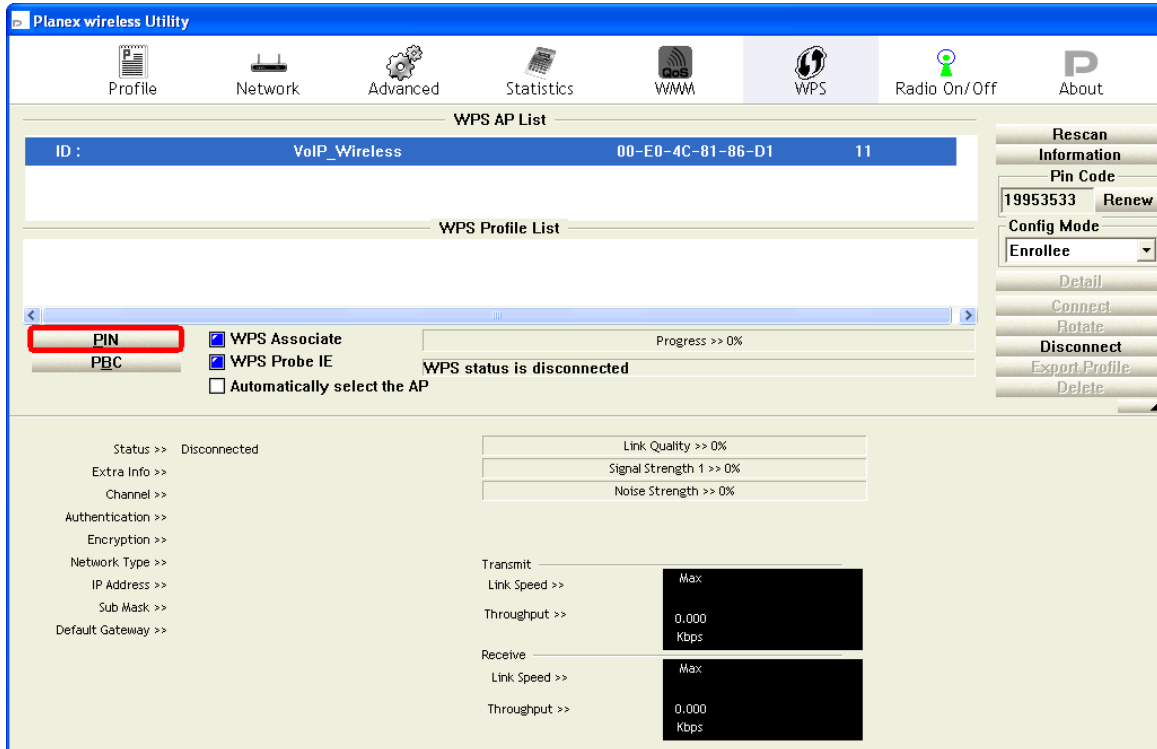 Planex wireless Utility
Profile Network Advanced Statistics WMM WPS Radio On/Off About
QoS
WPS AP List
ID : VoIP_Wireless 00-E0-4C-81-86-D1 11
Rescan
Information
Pin Code
19953533 Renew
Config Mode
Enrollee
Detail
Connect
Rotate
Disconnect
Export Profile
Delete
WPS Profile List
PIN
PBC
WPS Associate
WPS Probe IE
Automatically select the AP
Progress >> 0%
WPS status is disconnected
Status >> Disconnected
Extra Info >>
Channel >>
Authentication >>
Encryption >>
Network Type >>
IP Address >>
Sub Mask >>
Default Gateway >>
Link Quality >> 0%
Signal Strength 1 >> 0%
Noise Strength >> 0%
Transmit
Link Speed >>
Throughput >>
Max
0.000
Kbps
Receive
Link Speed >>
Throughput >>
Max
0.000
Kbps